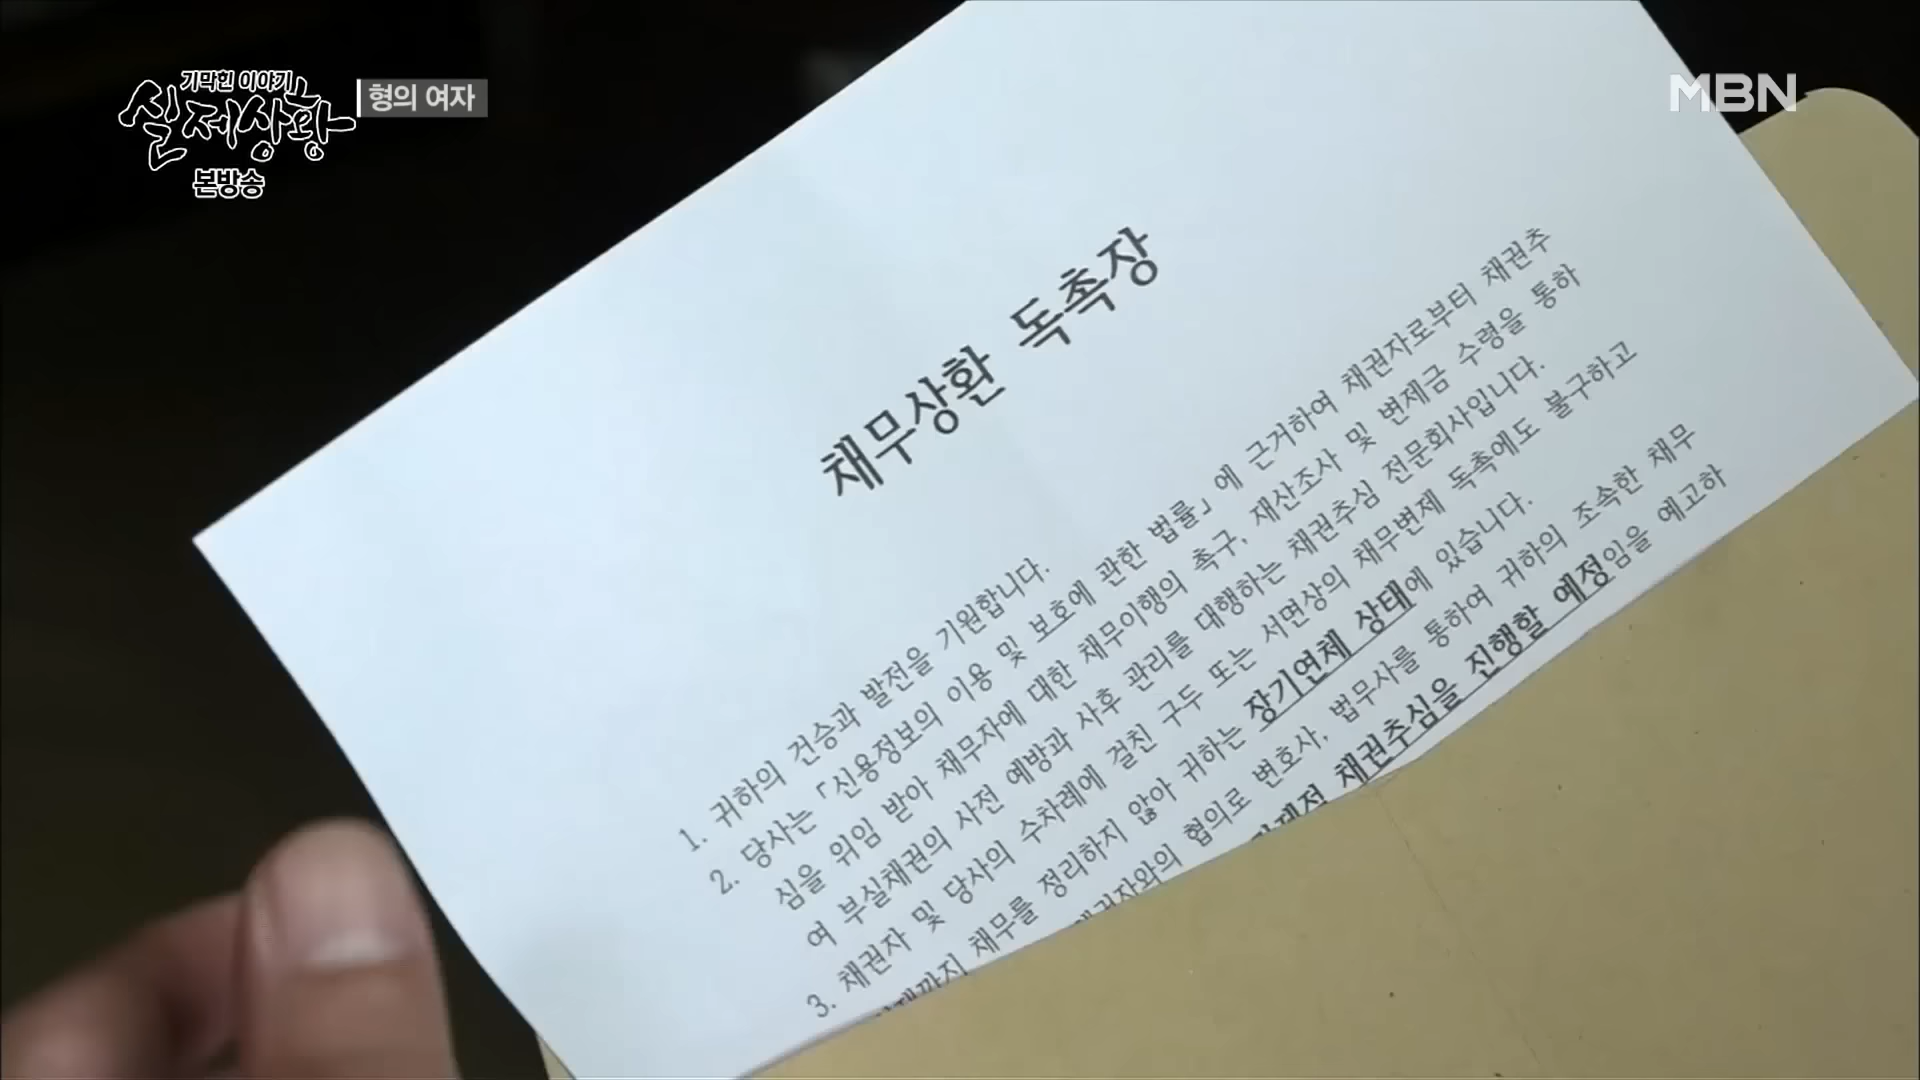 기막힌 이야기
실제상황
본방송
형의 여자
MBN
채무상환 독촉장
1. 귀하의 건승과 발전을 기원합니다.
2. 당사는 「신용정보의 이용 및 보호에 관한 법률」에 근거하여 채권자로부터 채권추
심을 위임 받아 채무자에 대한 채무이행의 촉구, 재산조사 및 변제금 수령을 통하
여 부실채권의 사전 예방과 사후 관리를 대행하는 채권추심 전문회사입니다.
3. 채권자 및 당사의 수차례에 걸친 구두 또는 서면상의 채무변제 독촉에도 불구하고
채무를 정리하지 않아 귀하는 장기연체 상태에 있습니다.
협의로 변호사, 법무사를 통하여 귀하의 조속한 채무
채권추심을 진행할 예정임을 예고하